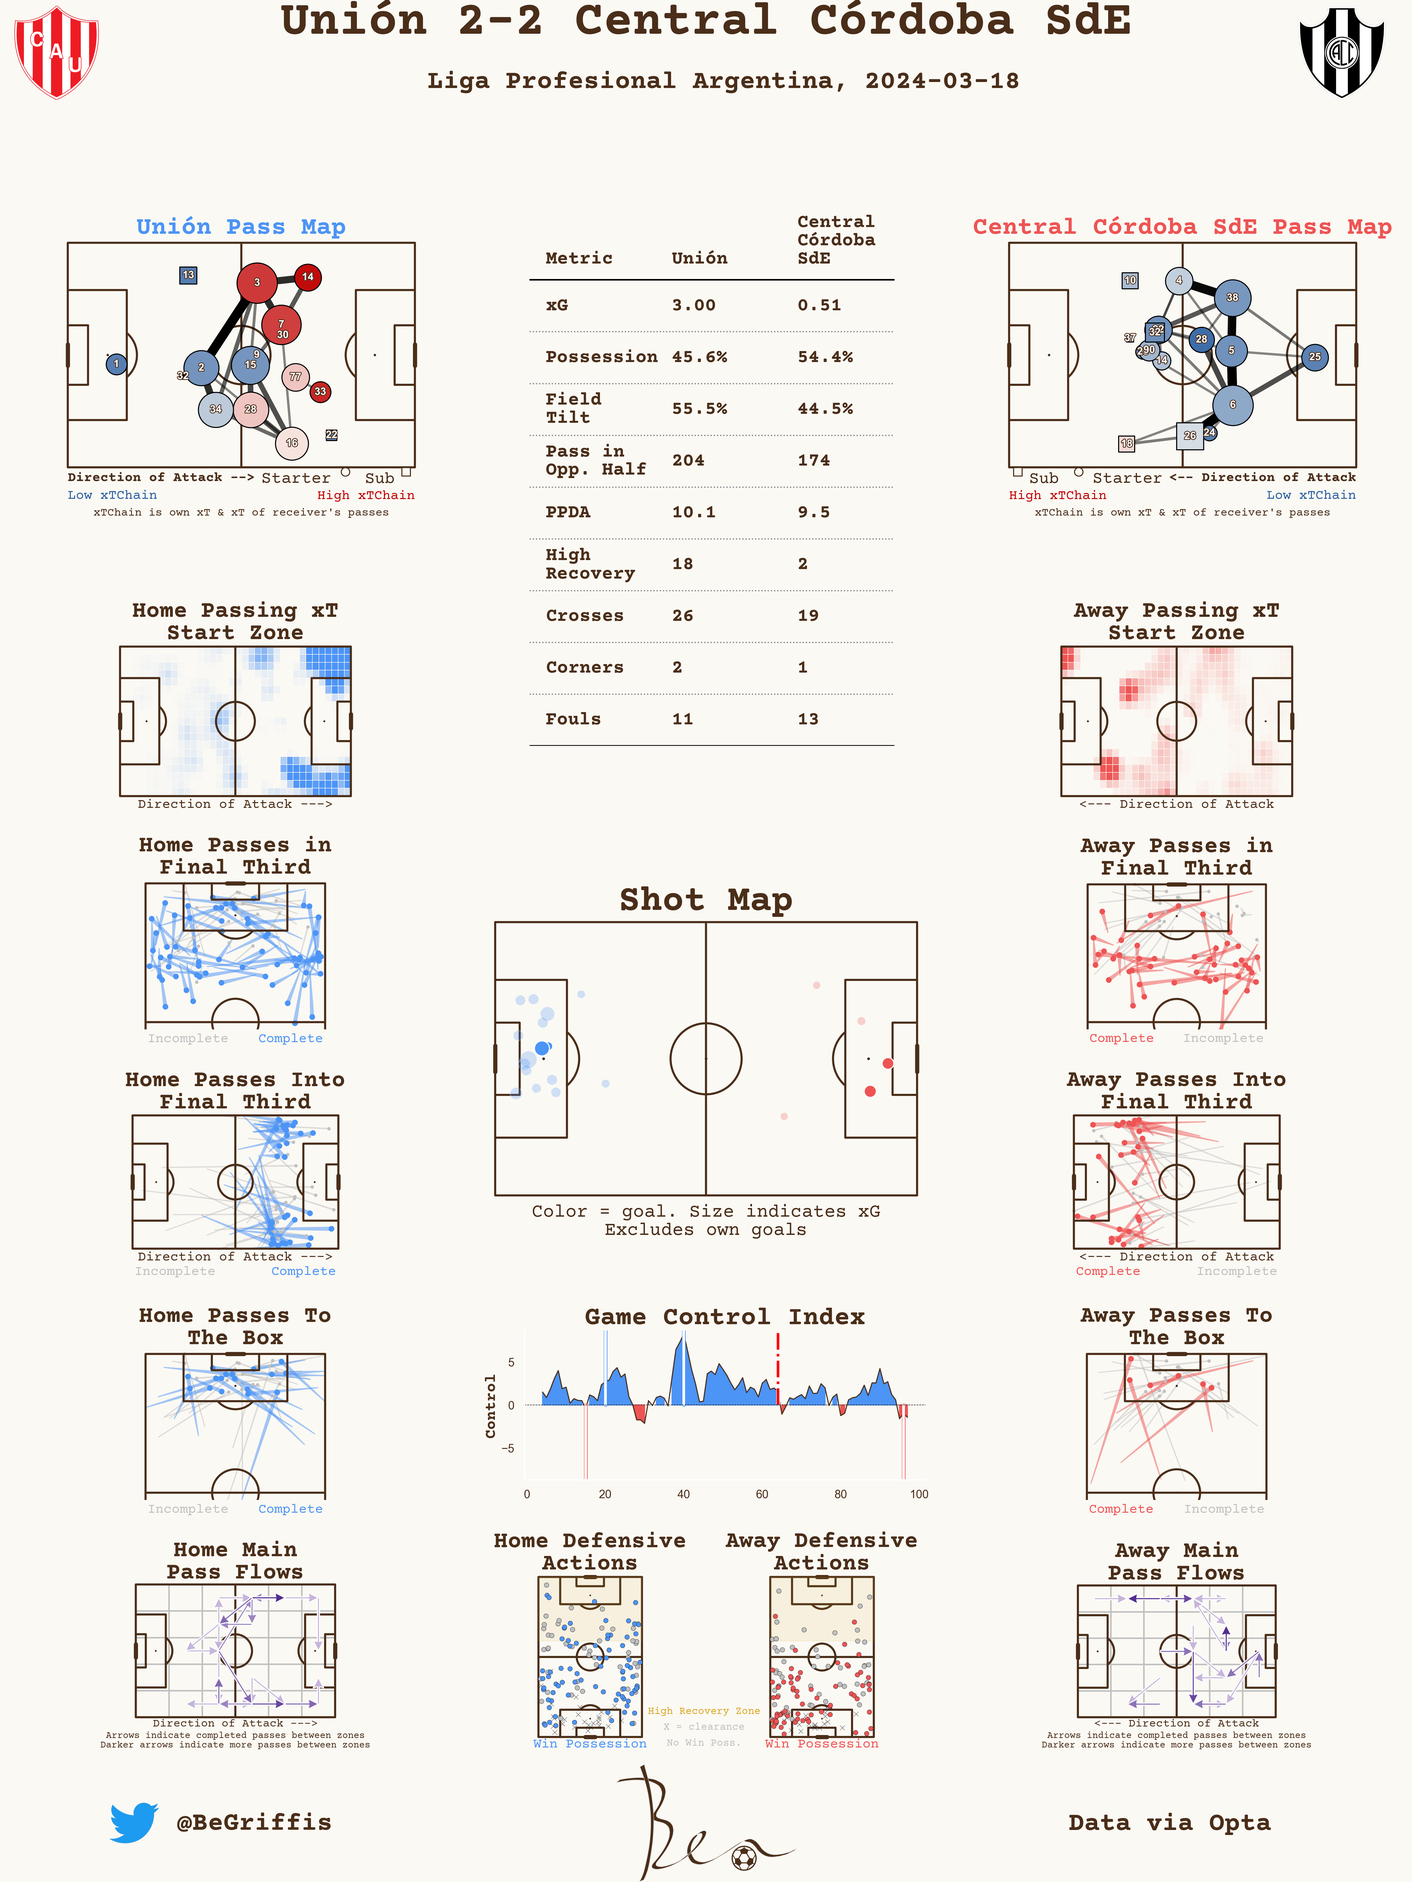 Unión 2-2 Central Córdoba SdE
Liga Profesional Argentina, 2024-03-18
C A U
Unión Pass Map
13
3
14
7
30
1
2
9
15
32
77
33
34
28
16
22
Direction of Attack --> Starter Sub
Low xTChain High xTChain
xTChain is own xT & xT of receiver's passes
Metric Unión Central Córdoba SdE
xG 3.00 0.51
Possession 45.6% 54.4%
Field Tilt 55.5% 44.5%
Pass in Opp. Half 204 174
PPDA 10.1 9.5
High Recovery 18 2
Crosses 26 19
Corners 2 1
Fouls 11 13
Central Córdoba SdE Pass Map
10
4
38
37
32
28
90
14
5
25
6
18
26
24
Sub Starter <-- Direction of Attack
High xTChain Low xTChain
xTChain is own xT & xT of receiver's passes
Home Passing xT
Start Zone
Direction of Attack --->
Away Passing xT
Start Zone
<--- Direction of Attack
Home Passes in
Final Third
Incomplete Complete
Away Passes in
Final Third
Complete Incomplete
Shot Map
Color = goal. Size indicates xG
Excludes own goals
Home Passes Into
Final Third
Direction of Attack --->
Incomplete Complete
Away Passes Into
Final Third
<--- Direction of Attack
Complete Incomplete
Home Passes To
The Box
Incomplete Complete
Game Control Index
Control
5
0
−5
0 20 40 60 80 100
Away Passes To
The Box
Complete Incomplete
Home Main
Pass Flows
Direction of Attack --->
Arrows indicate completed passes between zones
Darker arrows indicate more passes between zones
Home Defensive
Actions
Win Possession
Away Defensive
Actions
Win Possession
High Recovery Zone
X = clearance
No Win Poss.
Away Main
Pass Flows
<--- Direction of Attack
Arrows indicate completed passes between zones
Darker arrows indicate more passes between zones
@BeGriffis
Ben
Data via Opta